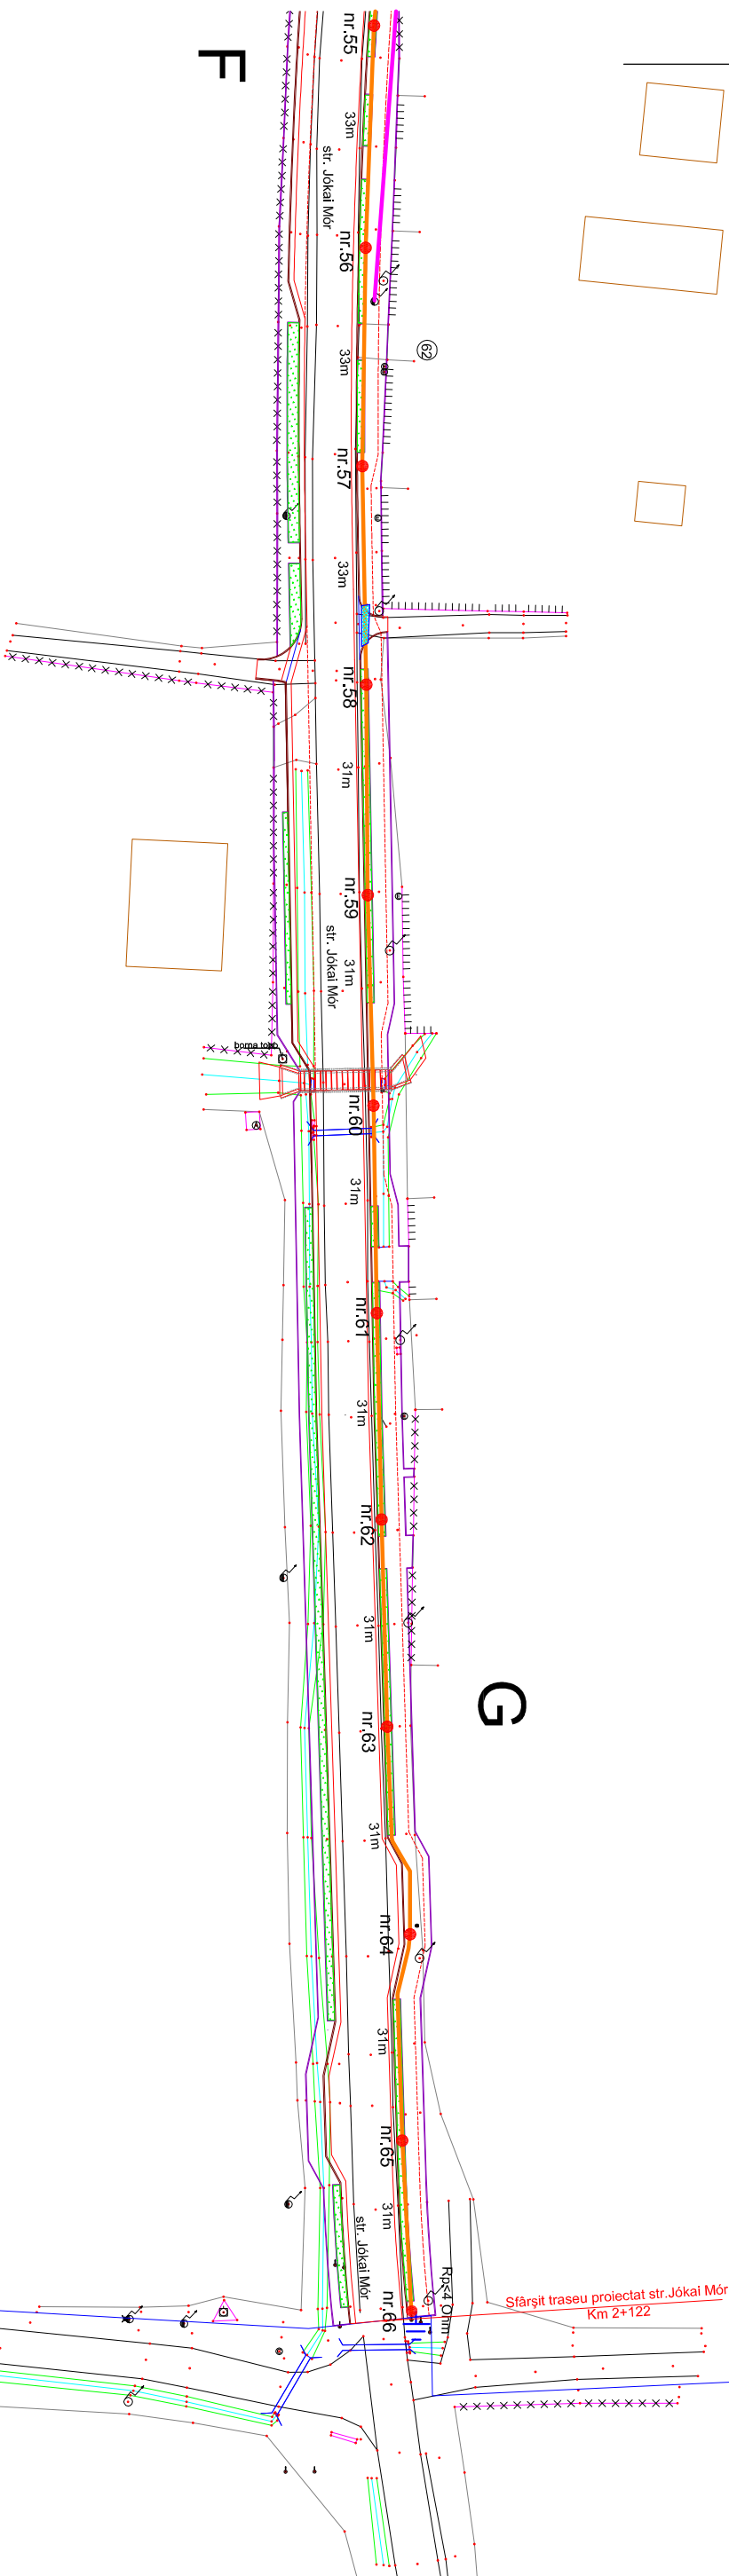 nr.55
F
33m
str. Jókai Mór
nr.56
62
33m
nr.57
33m
nr.58
31m
nr.59
str. Jókai Mór
31m
nr.60
31m
nr.61
31m
nr.62
31m
G
nr.63
31m
nr.64
31m
nr.65
31m
str. Jókai Mór
Rp<4 Ohm
nr.66
Sfârşit traseu proiectat str.Jókai Mór
Km 2+122